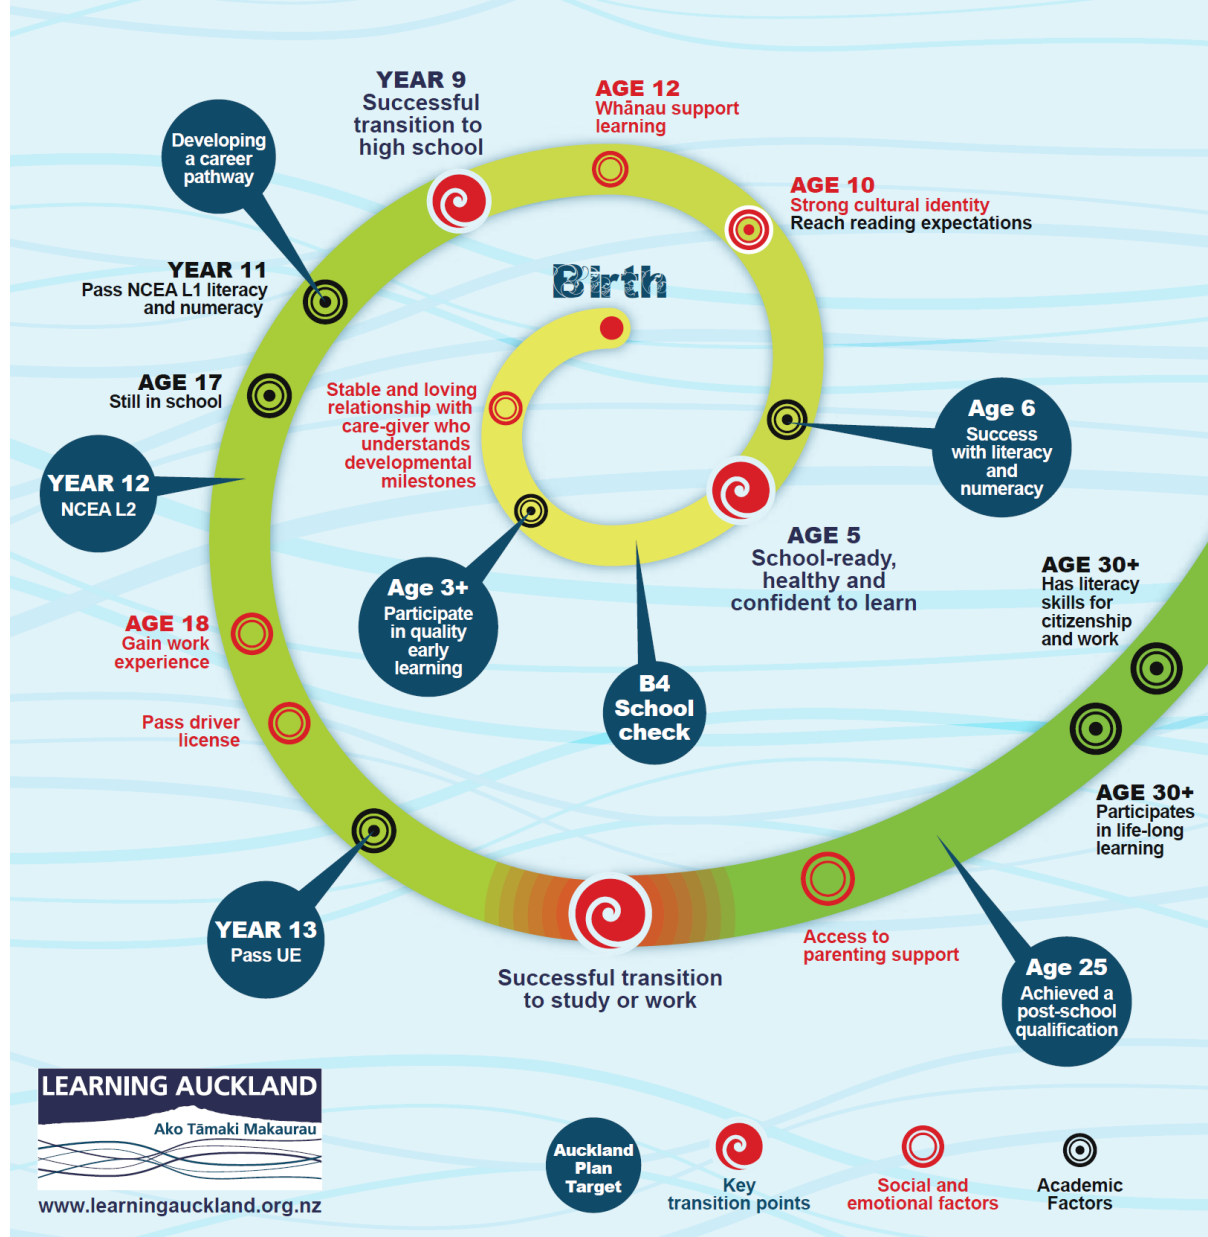 Birth
Stable and loving
relationship with
care-giver who
understands
developmental
milestones
Age 3+
Participate
in quality
early
learning
B4
School
check
AGE 5
School-ready,
healthy and
confident to learn
Age 6
Success
with literacy
and
numeracy
AGE 10
Strong cultural identity
Reach reading expectations
AGE 12
Whānau support
learning
YEAR 9
Successful
transition to
high school
Developing
a career
pathway
YEAR 11
Pass NCEA L1 literacy
and numeracy
AGE 17
Still in school
YEAR 12
NCEA L2
AGE 18
Gain work
experience
Pass driver
license
YEAR 13
Pass UE
Successful transition
to study or work
Access to
parenting support
Age 25
Achieved a
post-school
qualification
AGE 30+
Participates
in life-long
learning
AGE 30+
Has literacy
skills for
citizenship
and work
LEARNING AUCKLAND
Ako Tāmaki Makaurau
www.learningauckland.org.nz
Auckland
Plan
Target
Key
transition points
Social and
emotional factors
Academic
Factors